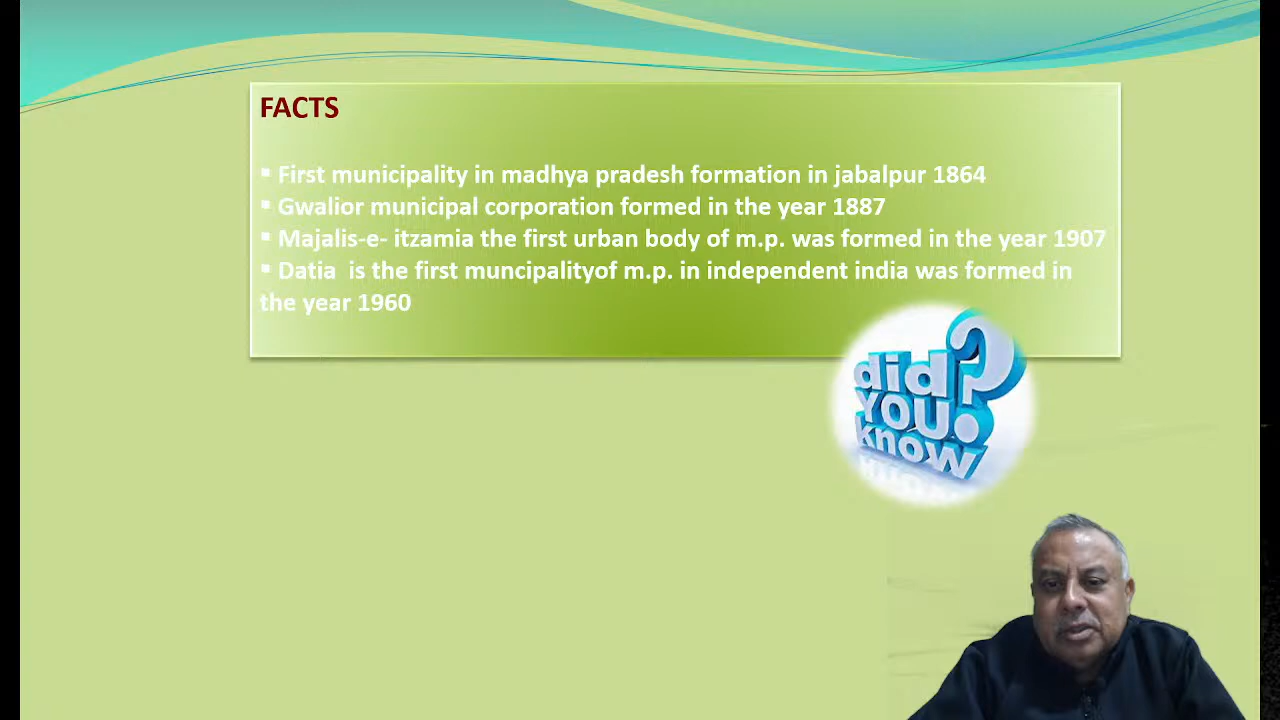 FACTS
▪ First municipality in madhya pradesh formation in jabalpur 1864
▪ Gwalior municipal corporation formed in the year 1887
▪ Majalis-e- itzamia the first urban body of m.p. was formed in the year 1907
▪ Datia  is the first muncipalityof m.p. in independent india was formed in
the year 1960
did
YOU
know
?